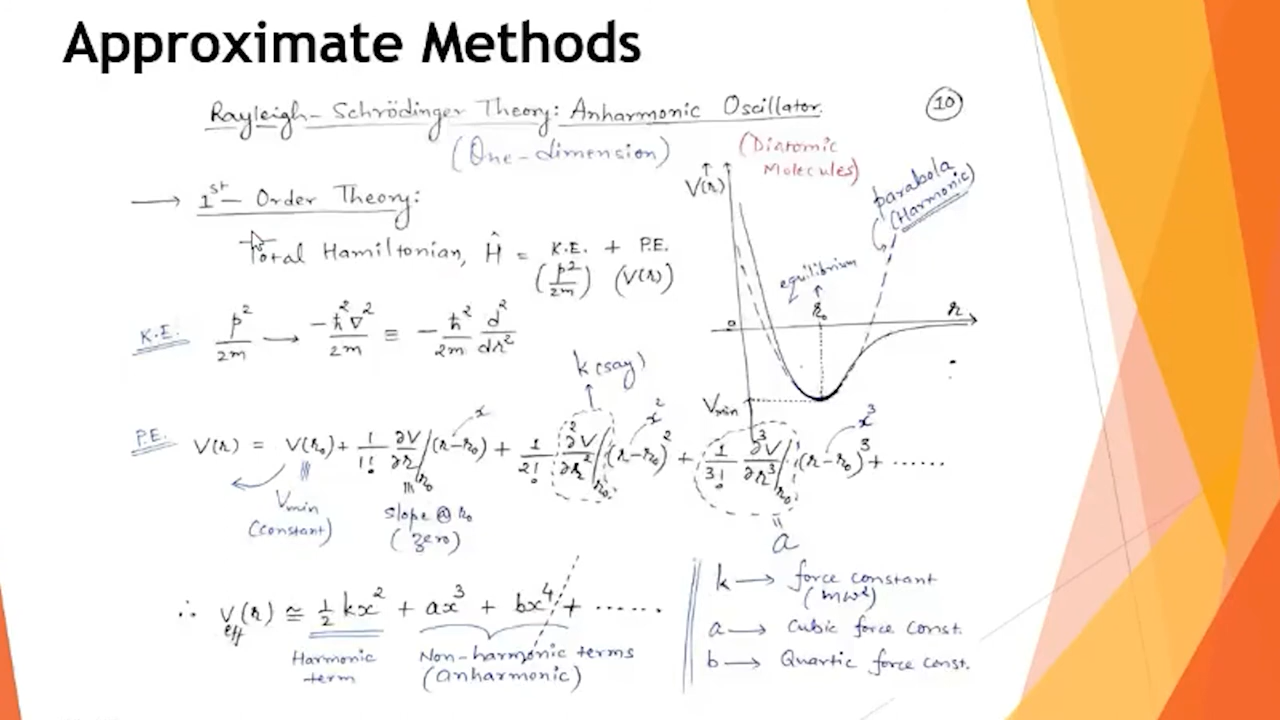 Approximate Methods
Rayleigh-Schrödinger Theory: Anharmonic Oscillator.
(10)
(One-dimension)
(Diatomic Molecules)
→ 1st-Order Theory:
Total Hamiltonian, Ĥ = K.E. + P.E.
(p²/2m) (V(r))
V(r)
parabola
(Harmonic)
equilibrium
r₀
r
0
Vmin
K.E. p²/2m → -ħ²∇²/2m ≡ -ħ²/2m d²/dr²
k (say)
x
x²
x³
P.E. V(r) = V(r₀) + 1/1! ∂V/∂r|r₀ (r-r₀) + 1/2! ∂²V/∂r²|r₀ (r-r₀)² + 1/3! ∂³V/∂r³|r₀ (r-r₀)³ + ......
Vmin
(constant)
slope @ r₀
(zero)
a
∴ Veff(r) ≅ 1/2 kx² + ax³ + bx⁴ + ......
Harmonic term
Non-harmonic terms
(anharmonic)
k → force constant
(mω²)
a → Cubic force const.
b → Quartic force const.